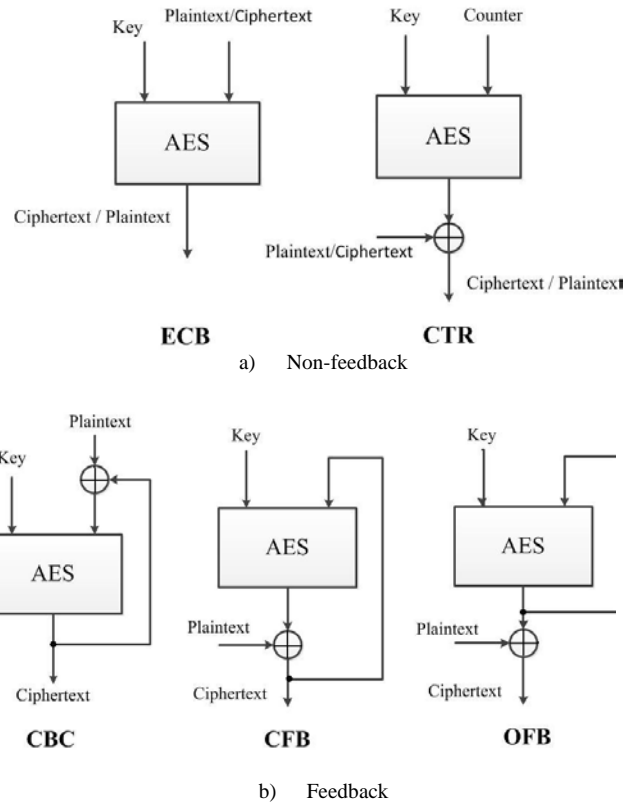 Key
Plaintext/Ciphertext
AES
Ciphertext / Plaintext
ECB
Key
Counter
AES
Plaintext/Ciphertext
Ciphertext / Plaintext
CTR
a) Non-feedback
Plaintext
Key
AES
Ciphertext
CBC
Key
AES
Plaintext
Ciphertext
CFB
Key
AES
Plaintext
Ciphertext
OFB
b) Feedback